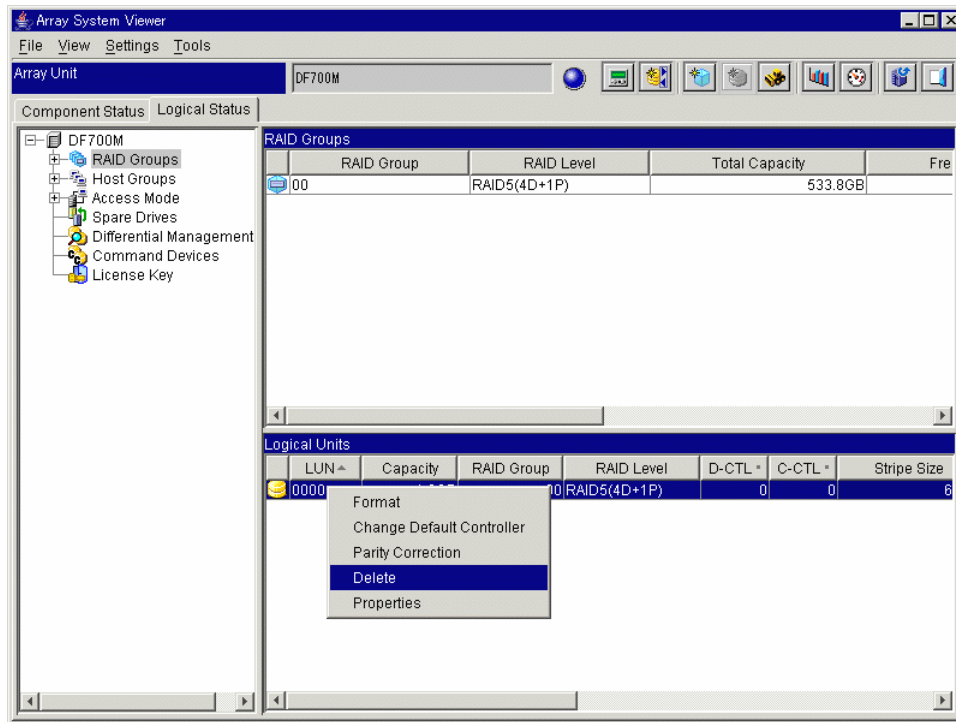 Array System Viewer
File View Settings Tools
Array Unit
DF700M
Component Status Logical Status
DF700M
RAID Groups
Host Groups
Access Mode
Spare Drives
Differential Management
Command Devices
License Key
RAID Groups
RAID Group RAID Level Total Capacity Fre
00 RAID5(4D+1P) 533.8GB
Logical Units
LUN Capacity RAID Group RAID Level D-CTL * C-CTL * Stripe Size
0000 00 RAID5(4D+1P) 0 0 6
Format
Change Default Controller
Parity Correction
Delete
Properties